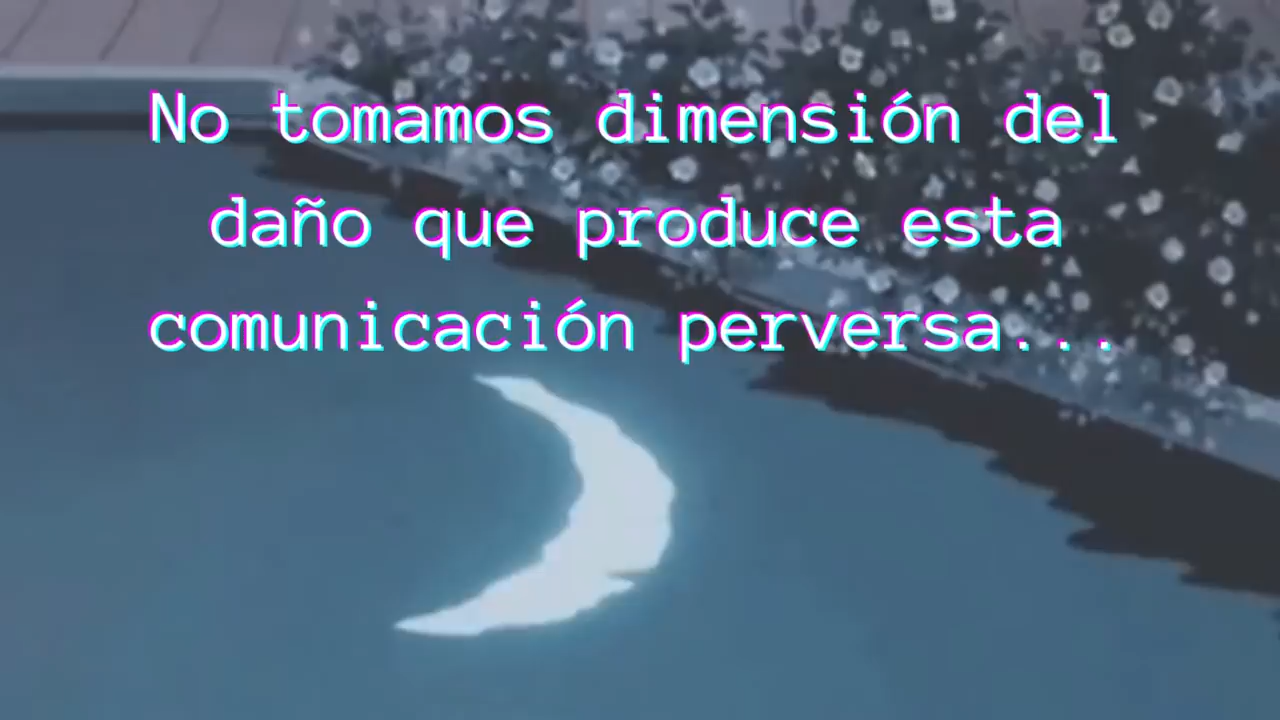 No tomamos dimensión del
daño que produce esta
comunicación perversa...